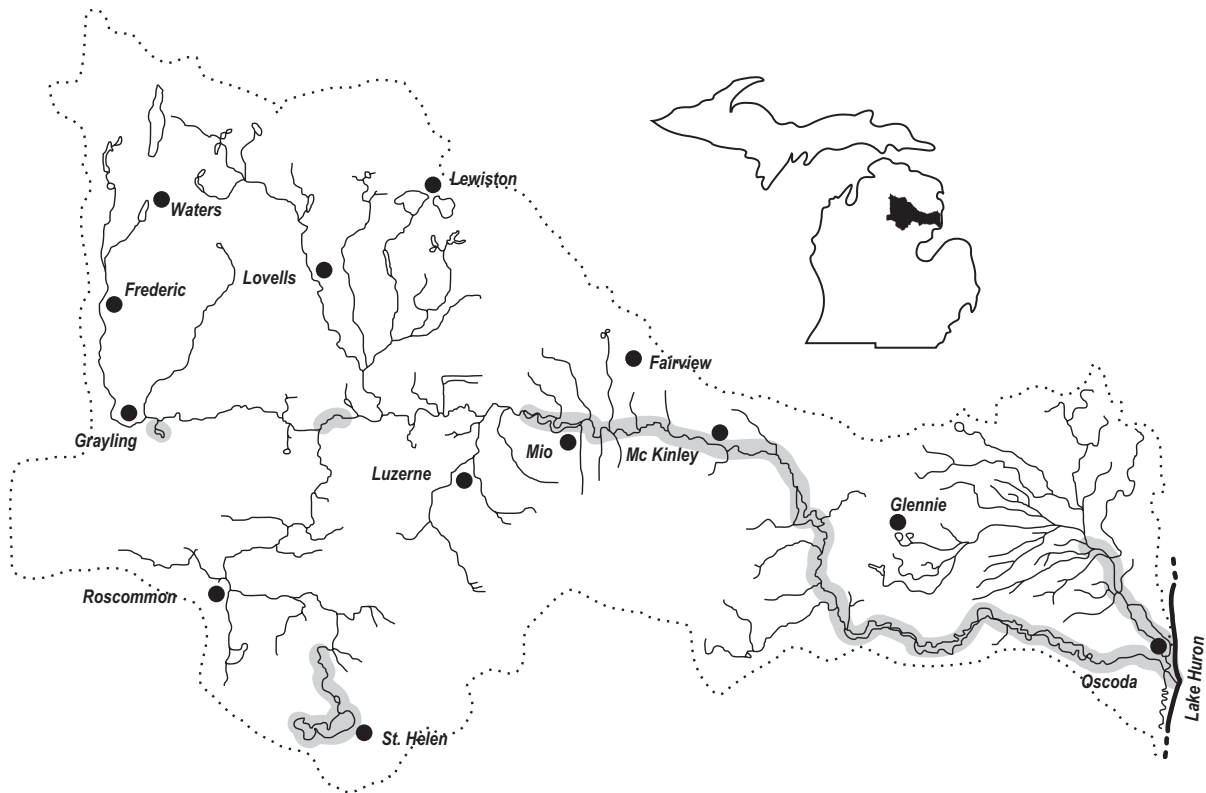 Lewiston
Waters
Lovells
Frederic
Fairview
Grayling
Mio
Mc Kinley
Luzerne
Glennie
Roscommon
Oscoda
Lake Huron
St. Helen